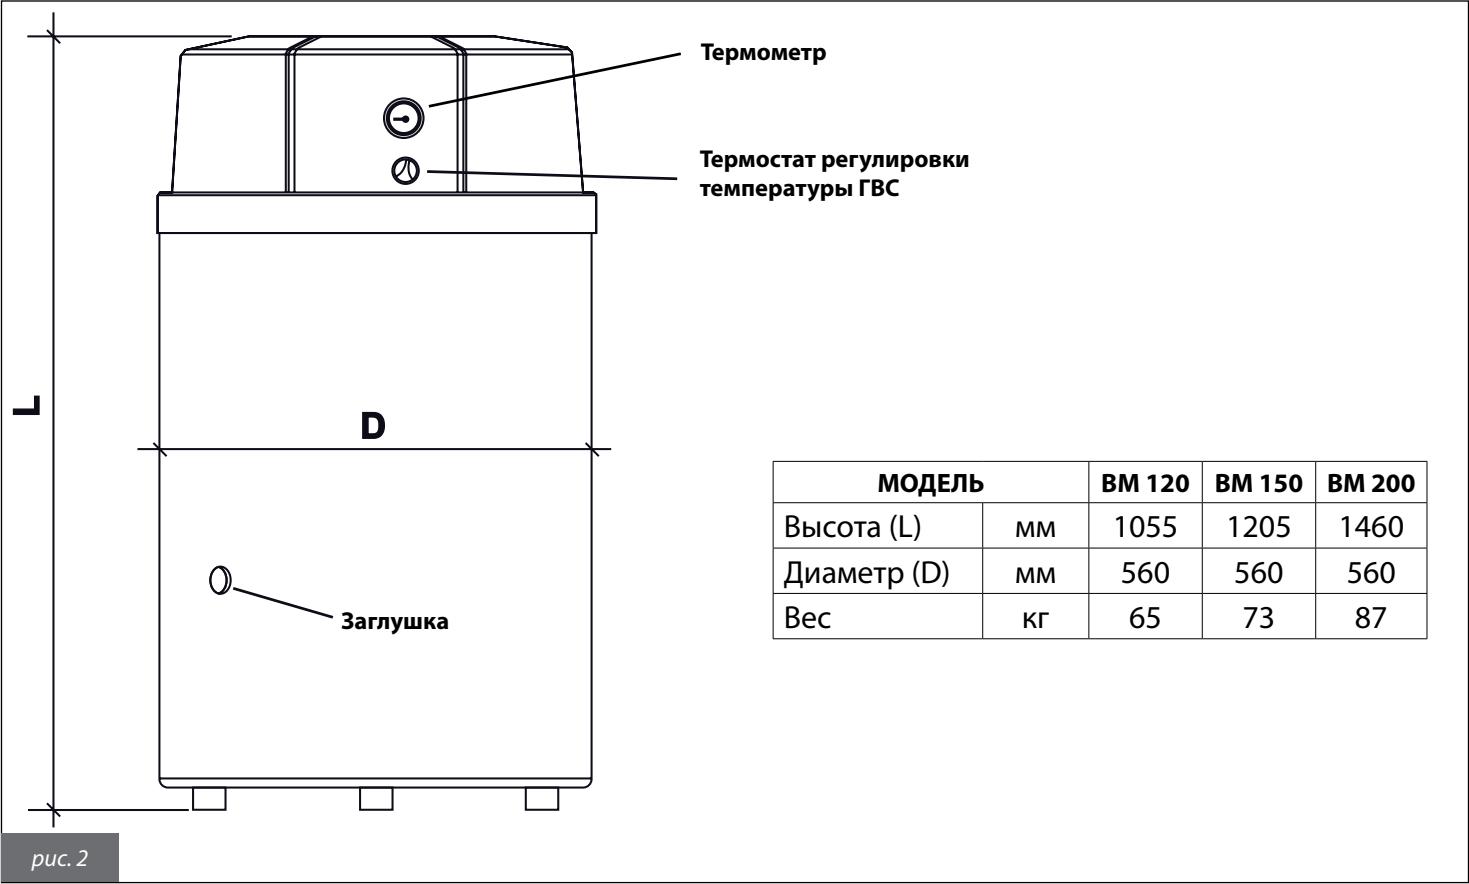 Термометр
Термостат регулировки
температуры ГВС
L
D
Заглушка
МОДЕЛЬ BM 120 BM 150 BM 200
Высота (L) мм 1055 1205 1460
Диаметр (D) мм 560 560 560
Вес кг 65 73 87
рис. 2